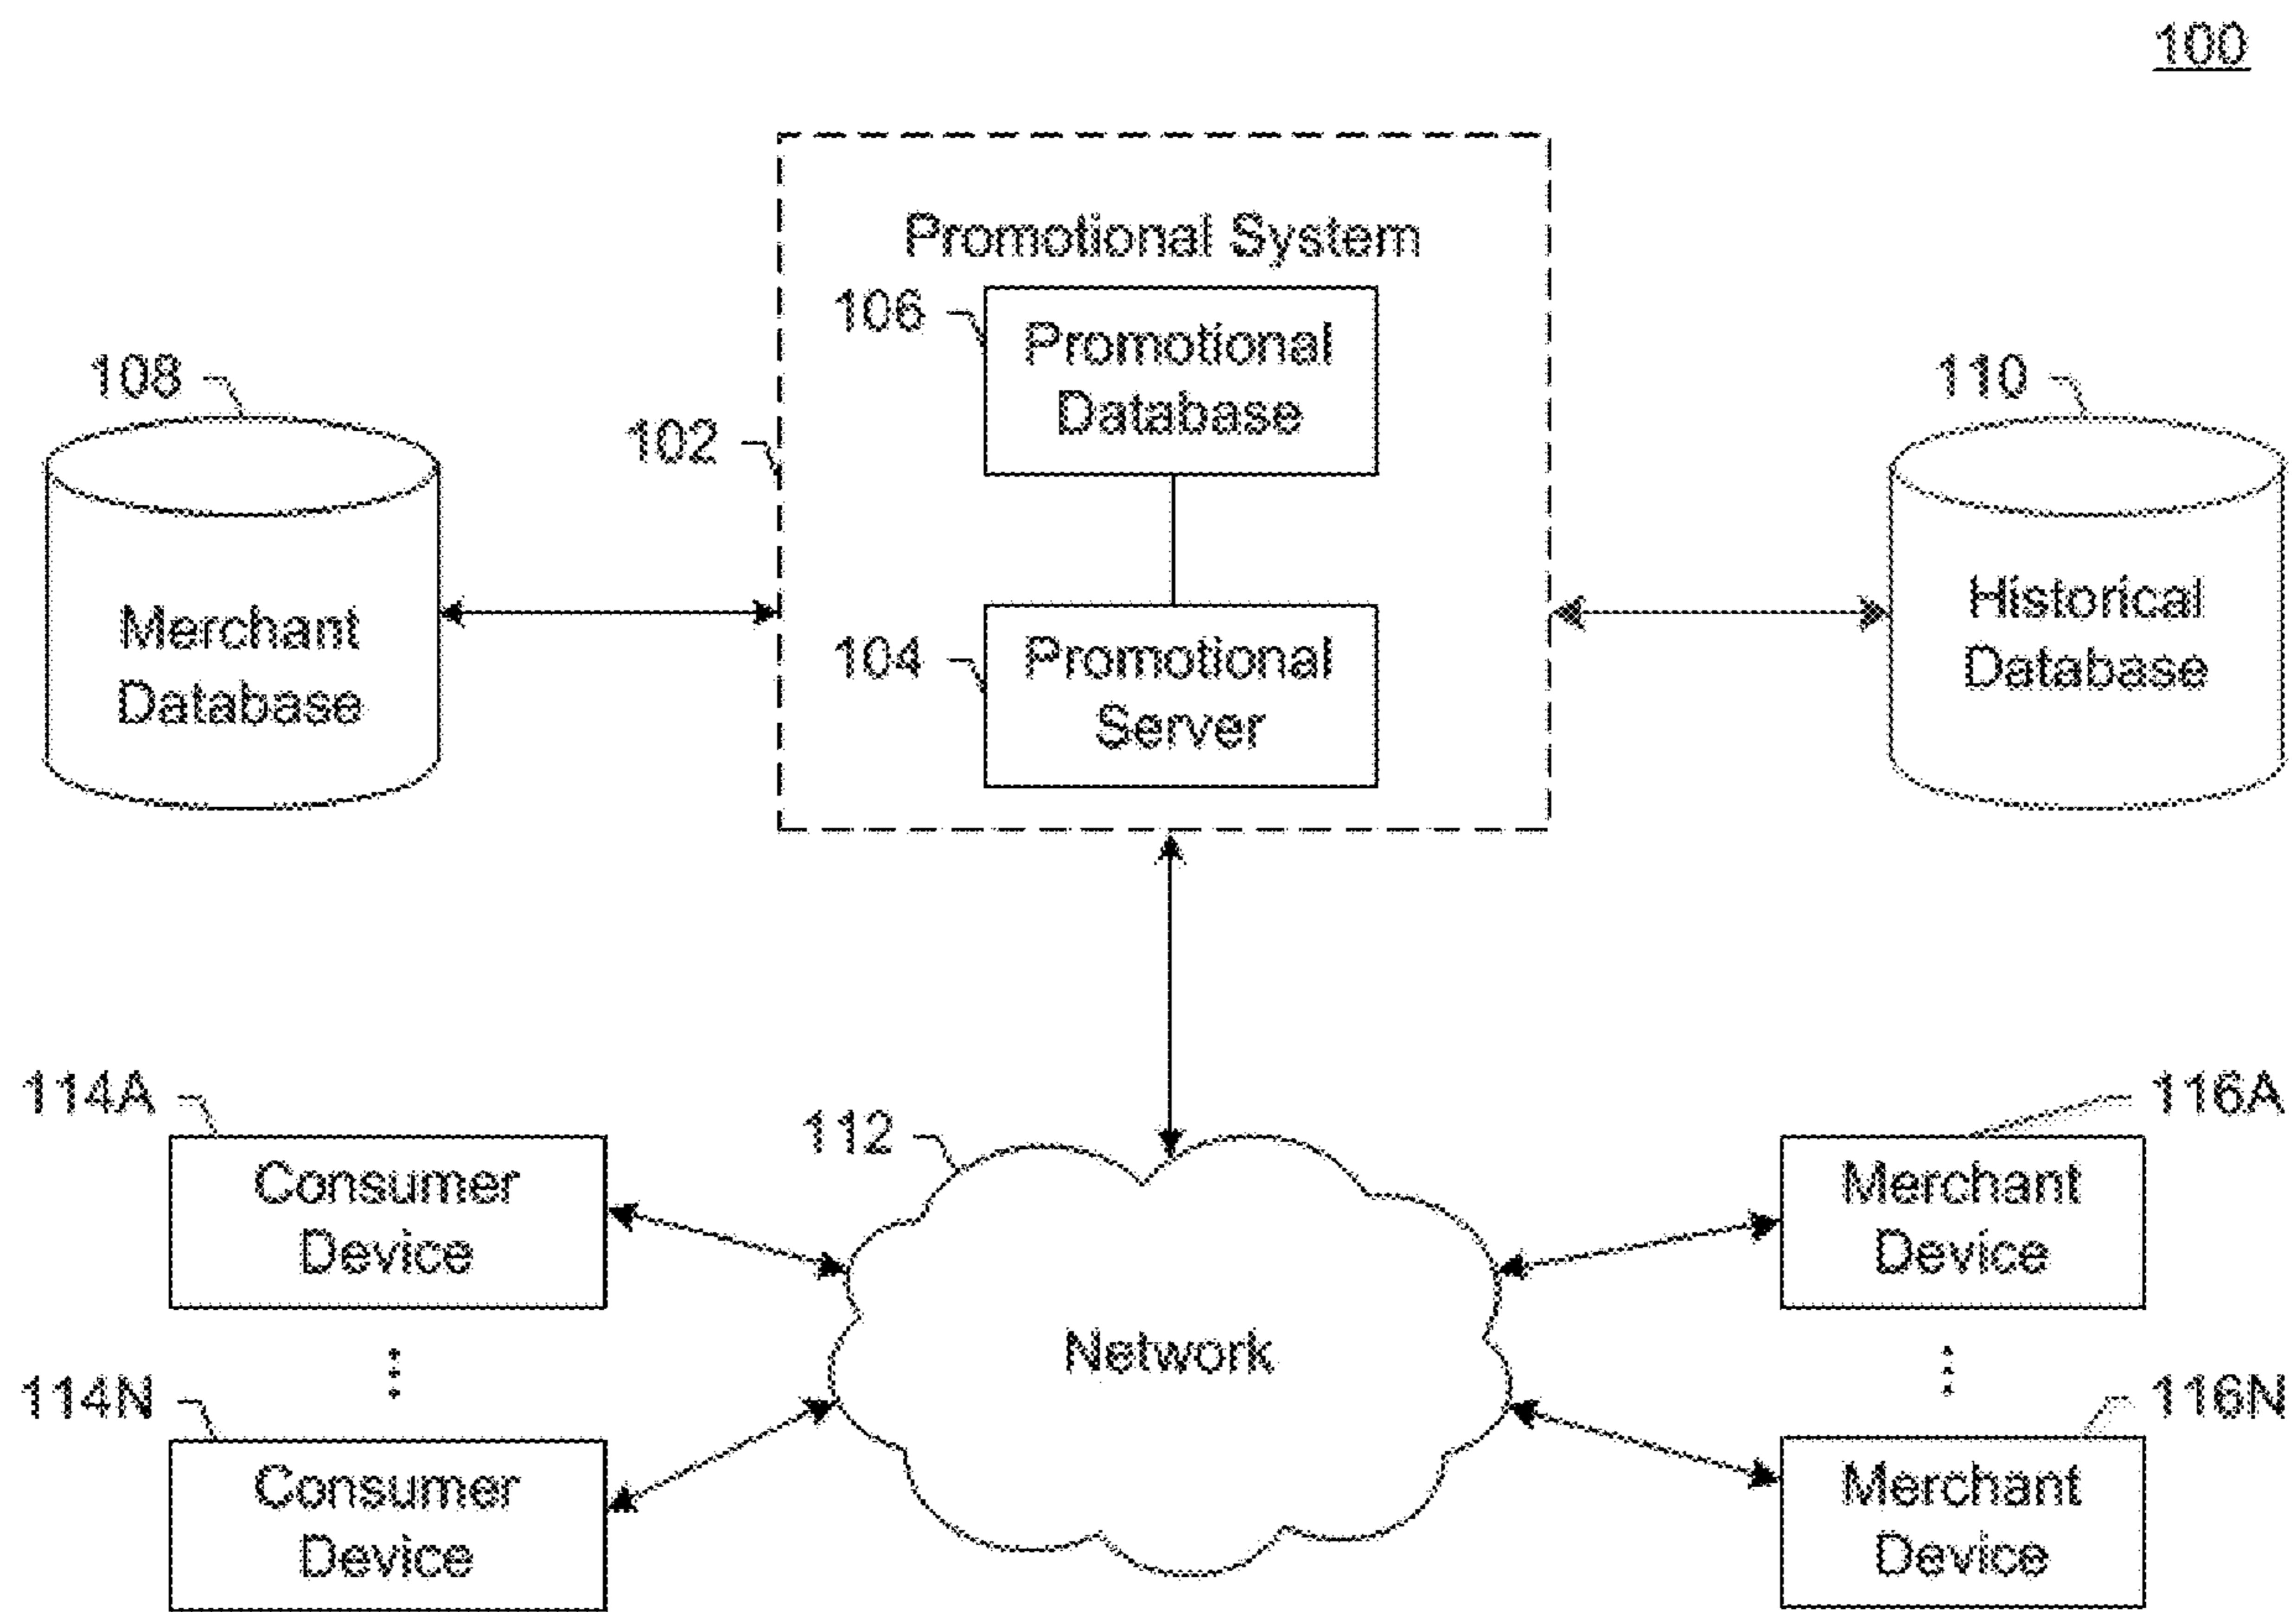 100
Promotional System
106
Promotional
Database
108
Merchant
Database
102
104
Promotional
Server
110
Historical
Database
114A
Consumer
Device
114N
Consumer
Device
112
Network
116A
Merchant
Device
116N
Merchant
Device